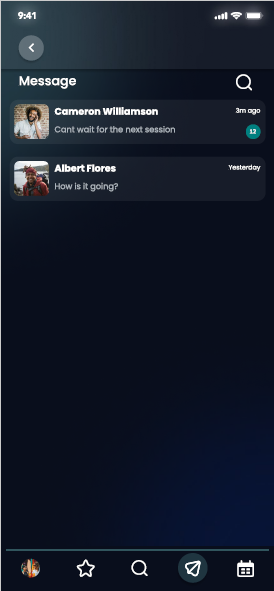 9:41
Message
Cameron Williamson
3m ago
Cant wait for the next session
12
Albert Flores
Yesterday
How is it going?